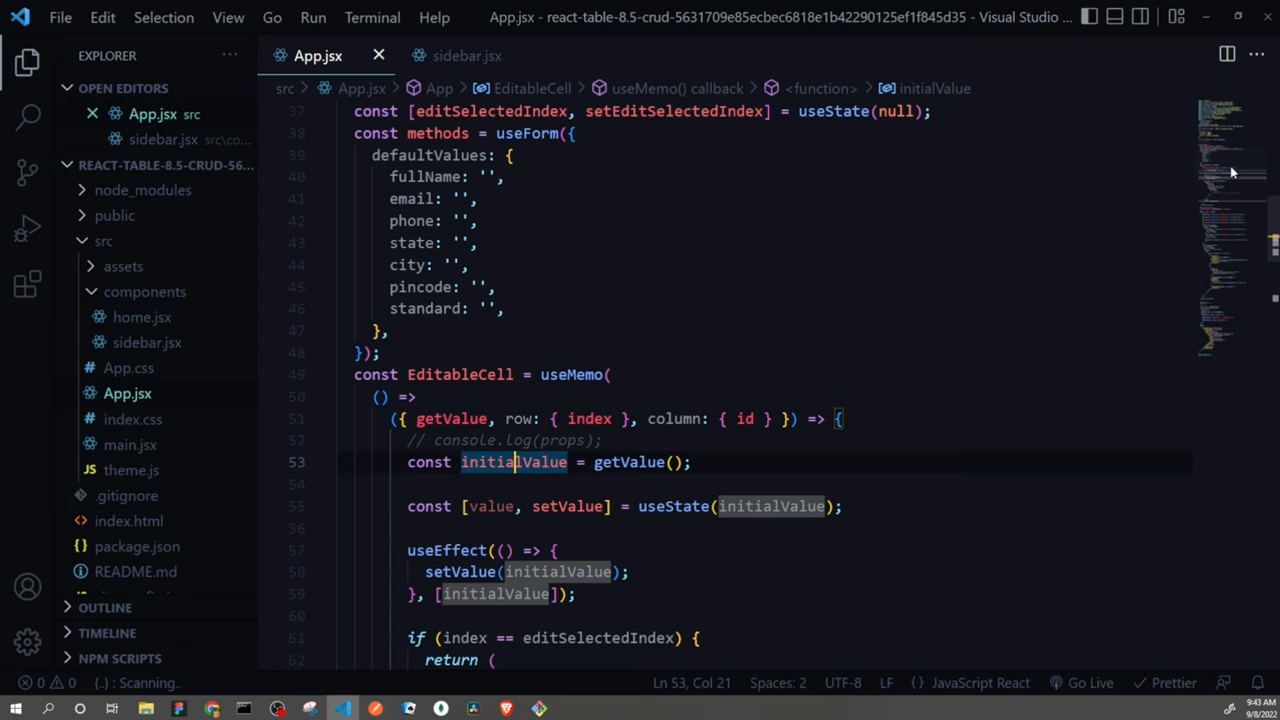 File Edit Selection View Go Run Terminal Help App.jsx - react-table-8.5-crud-5631709e85ecbec6818e1b42290125ef1f845d35 - Visual Studio ...
EXPLORER ...
OPEN EDITORS
App.jsx src
sidebar.jsx src\co...
REACT-TABLE-8.5-CRUD-56...
node_modules
public
src
assets
components
home.jsx
sidebar.jsx
App.css
App.jsx
index.css
main.jsx
theme.js
.gitignore
index.html
package.json
README.md
OUTLINE
TIMELINE
NPM SCRIPTS
App.jsx sidebar.jsx
src > App.jsx > App > EditableCell > useMemo() callback > <function> > initialValue
37 const [editSelectedIndex, setEditSelectedIndex] = useState(null);
38 const methods = useForm({
39 defaultValues: {
40 fullName: '',
41 email: '',
42 phone: '',
43 state: '',
44 city: '',
45 pincode: '',
46 standard: '',
47 },
48 });
49 const EditableCell = useMemo(
50 () =>
51 ({ getValue, row: { index }, column: { id } }) => {
52 // console.log(props);
53 const initialValue = getValue();
54
55 const [value, setValue] = useState(initialValue);
56
57 useEffect(() => {
58 setValue(initialValue);
59 }, [initialValue]);
60
61 if (index == editSelectedIndex) {
62 return (
0 0 {..} : Scanning.. Ln 53, Col 21 Spaces: 2 UTF-8 LF {} JavaScript React Go Live Prettier
9:43 AM
9/8/2022